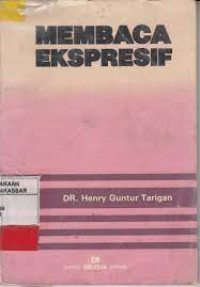 MEMBACA
EKSPRESIF
DR. Henry Guntur Tarigan